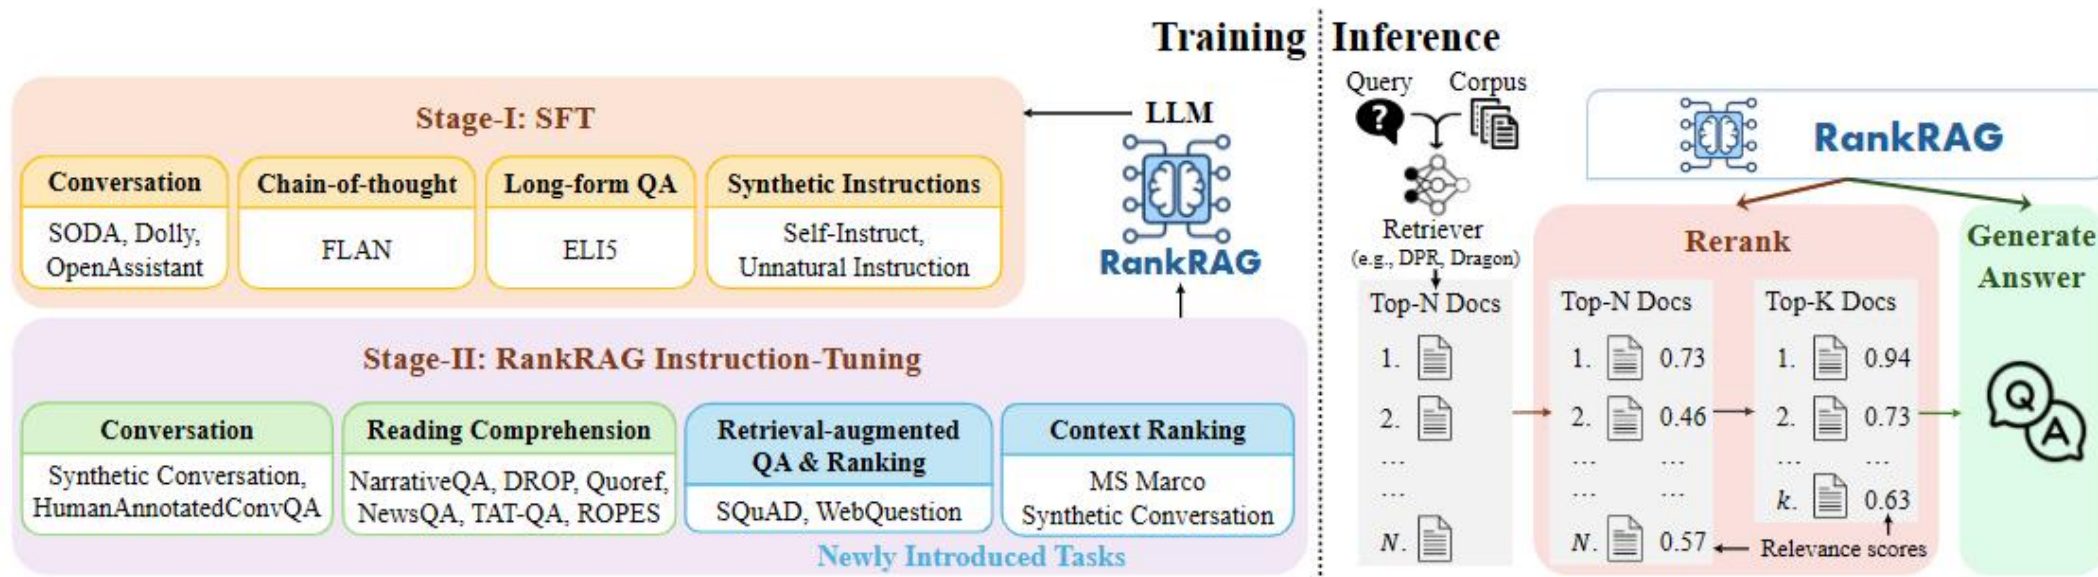 Training
Inference
Stage-I: SFT
Conversation
SODA, Dolly,
OpenAssistant
Chain-of-thought
FLAN
Long-form QA
ELI5
Synthetic Instructions
Self-Instruct,
Unnatural Instruction
LLM
RankRAG
Stage-II: RankRAG Instruction-Tuning
Conversation
Synthetic Conversation,
HumanAnnotatedConvQA
Reading Comprehension
NarrativeQA, DROP, Quoref,
NewsQA, TAT-QA, ROPES
Retrieval-augmented
QA & Ranking
SQuAD, WebQuestion
Context Ranking
MS Marco
Synthetic Conversation
Newly Introduced Tasks
Query
Corpus
?
Retriever
(e.g., DPR, Dragon)
Top-N Docs
1.
2.
...
...
N.
RankRAG
Rerank
Top-N Docs
1. 0.73
2. 0.46
... ...
... ...
N. 0.57
Top-K Docs
1. 0.94
2. 0.73
... ...
k. 0.63
Relevance scores
Generate
Answer
Q
A